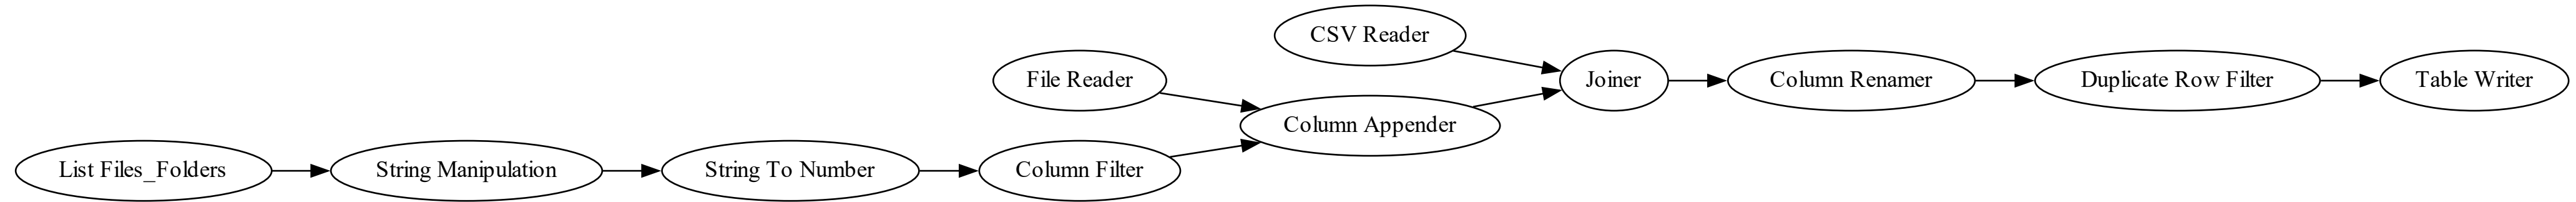 CSV Reader
File Reader
Joiner
Column Renamer
Duplicate Row Filter
Table Writer
Column Appender
List Files_Folders
String Manipulation
String To Number
Column Filter